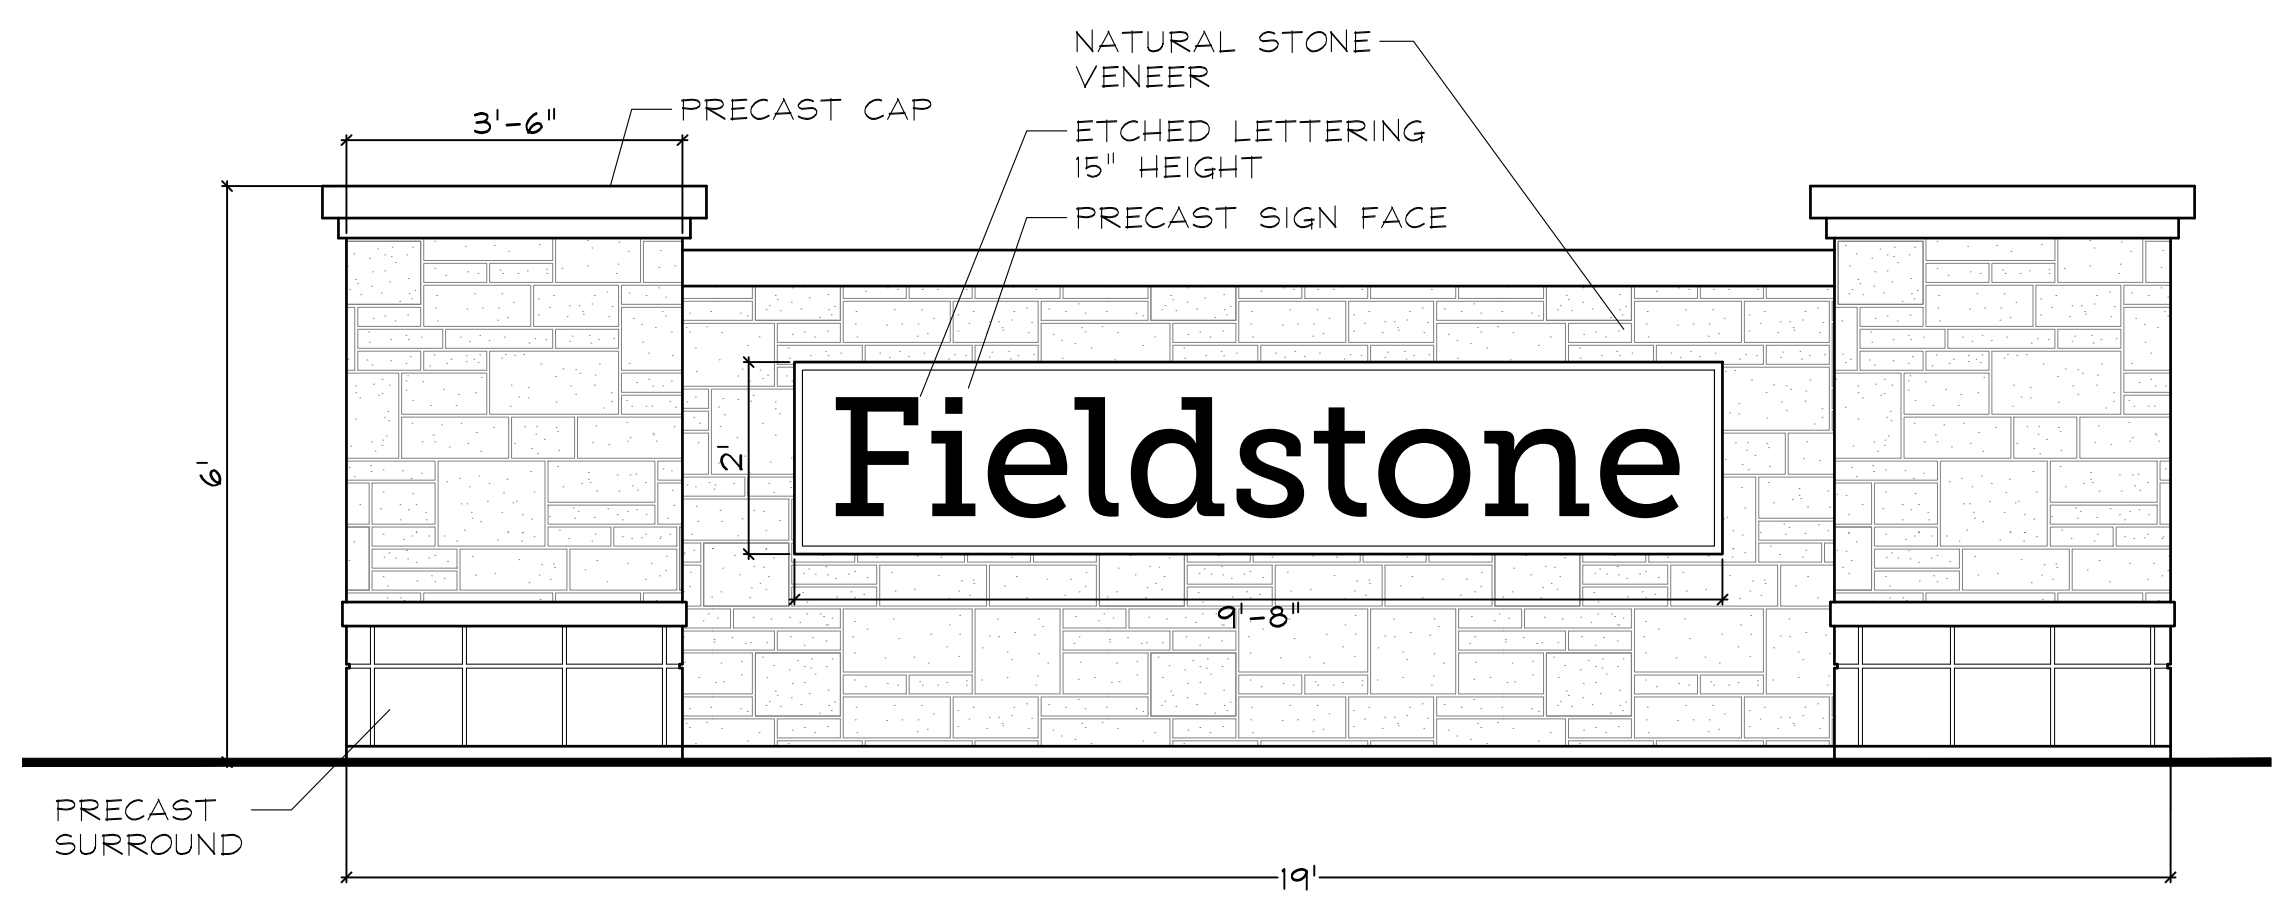 NATURAL STONE
VENEER
3'-6"
PRECAST CAP
ETCHED LETTERING
15" HEIGHT
PRECAST SIGN FACE
6'
2'
Fieldstone
9'-8"
PRECAST
SURROUND
19'